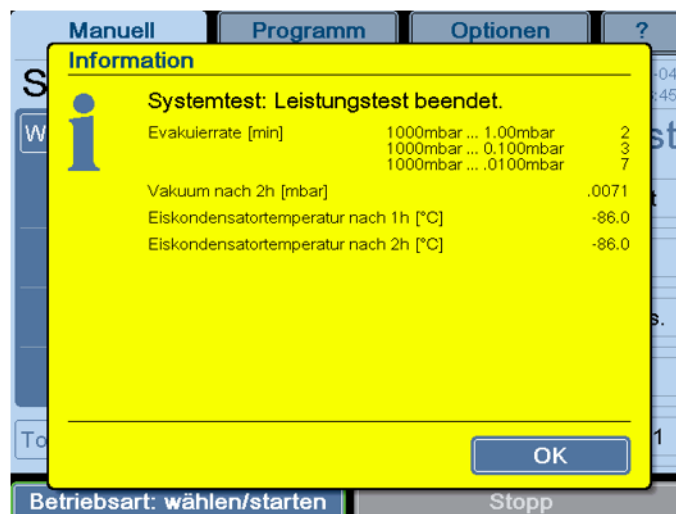 Manuell Programm Optionen ?
Information
Systemtest: Leistungstest beendet.
Evakuierrate [min] 1000mbar ... 1.00mbar 2
1000mbar ... 0.100mbar 3
1000mbar ... .0100mbar 7
Vakuum nach 2h [mbar] .0071
Eiskondensatortemperatur nach 1h [°C] -86.0
Eiskondensatortemperatur nach 2h [°C] -86.0
OK
Betriebsart: wählen/starten Stopp